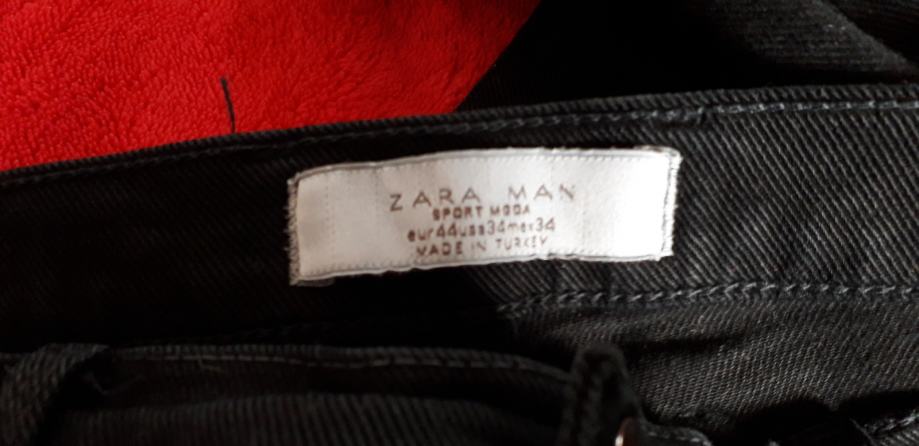 ZARA MAN
SPORT MODA
eur44usa34mex34
MADE IN TURKEY